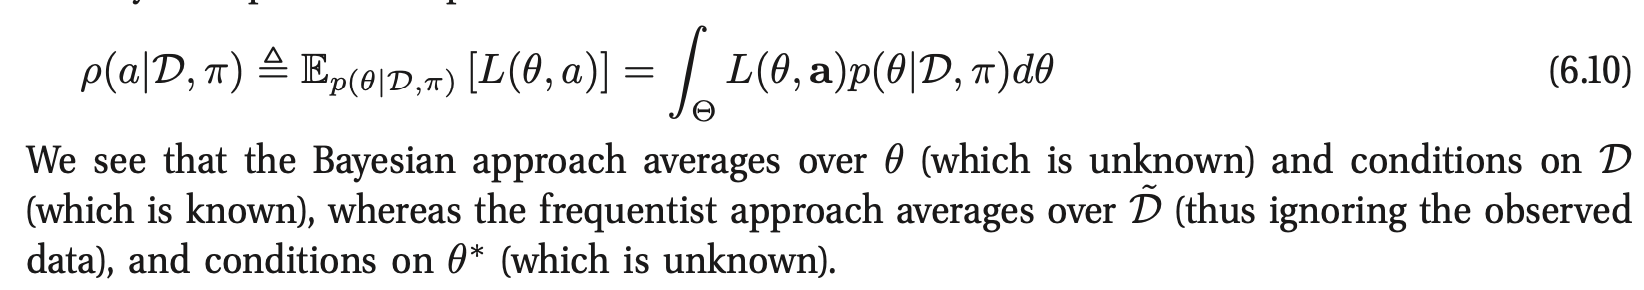 ρ(a|𝒟, π) ≜ 𝔼_{p(θ|𝒟,π)} [L(θ, a)] = ∫_Θ L(θ, 𝐚)p(θ|𝒟, π)dθ (6.10)
We see that the Bayesian approach averages over θ (which is unknown) and conditions on 𝒟
(which is known), whereas the frequentist approach averages over 𝒟̃ (thus ignoring the observed
data), and conditions on θ* (which is unknown).